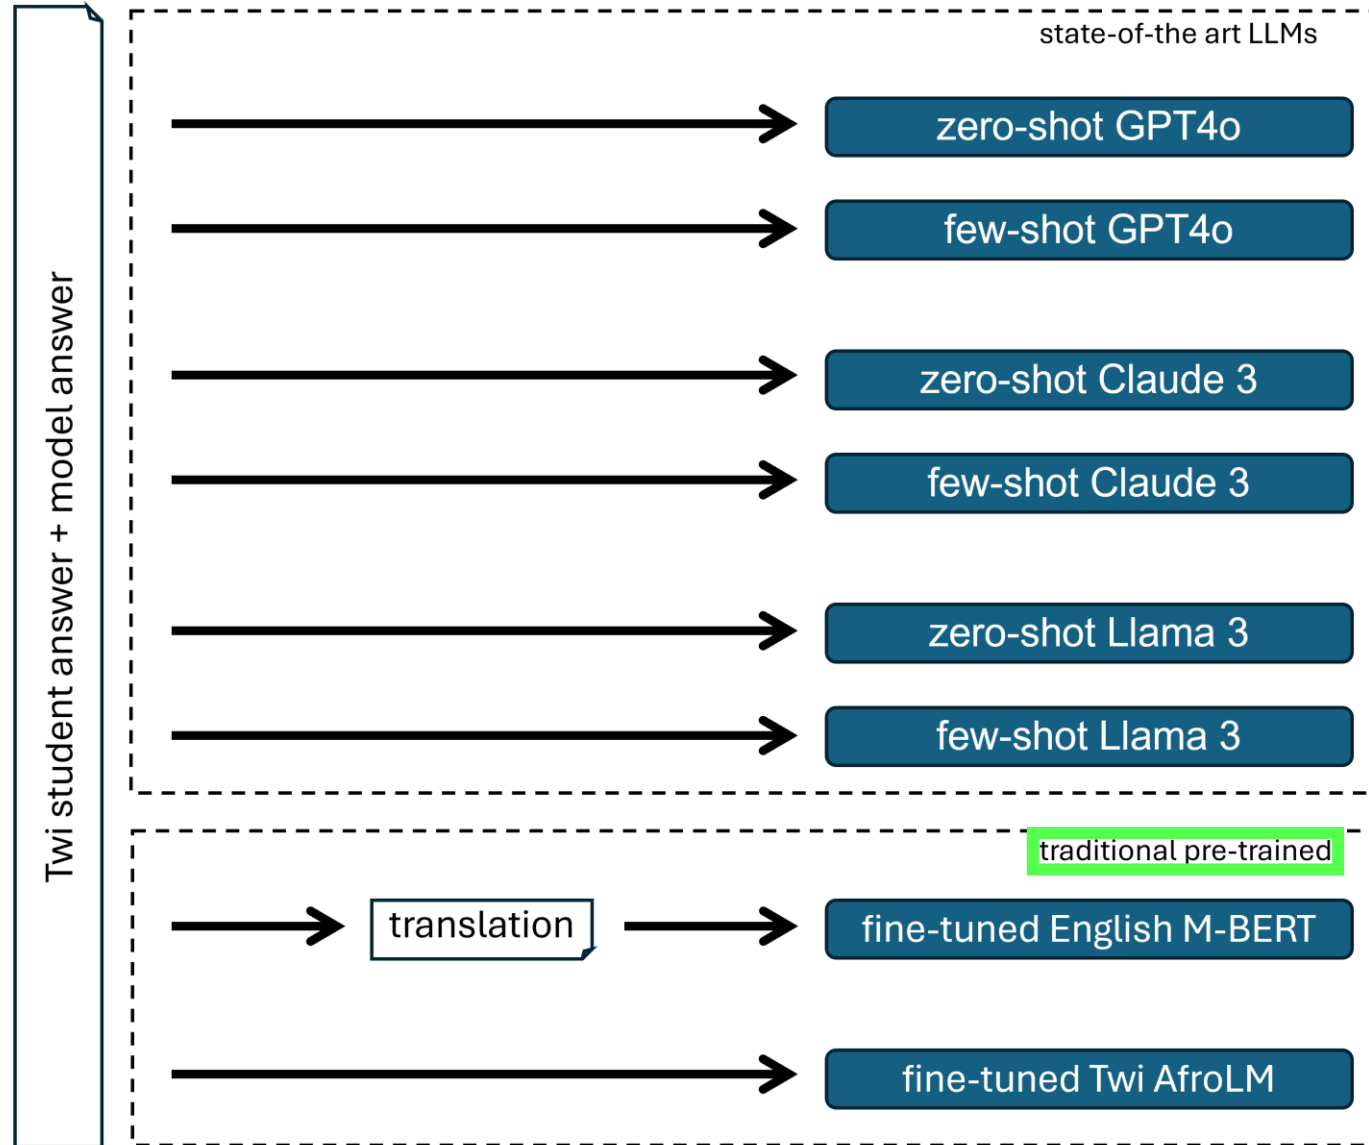 Twi student answer + model answer
state-of-the art LLMs
zero-shot GPT4o
few-shot GPT4o
zero-shot Claude 3
few-shot Claude 3
zero-shot Llama 3
few-shot Llama 3
traditional pre-trained
translation
fine-tuned English M-BERT
fine-tuned Twi AfroLM